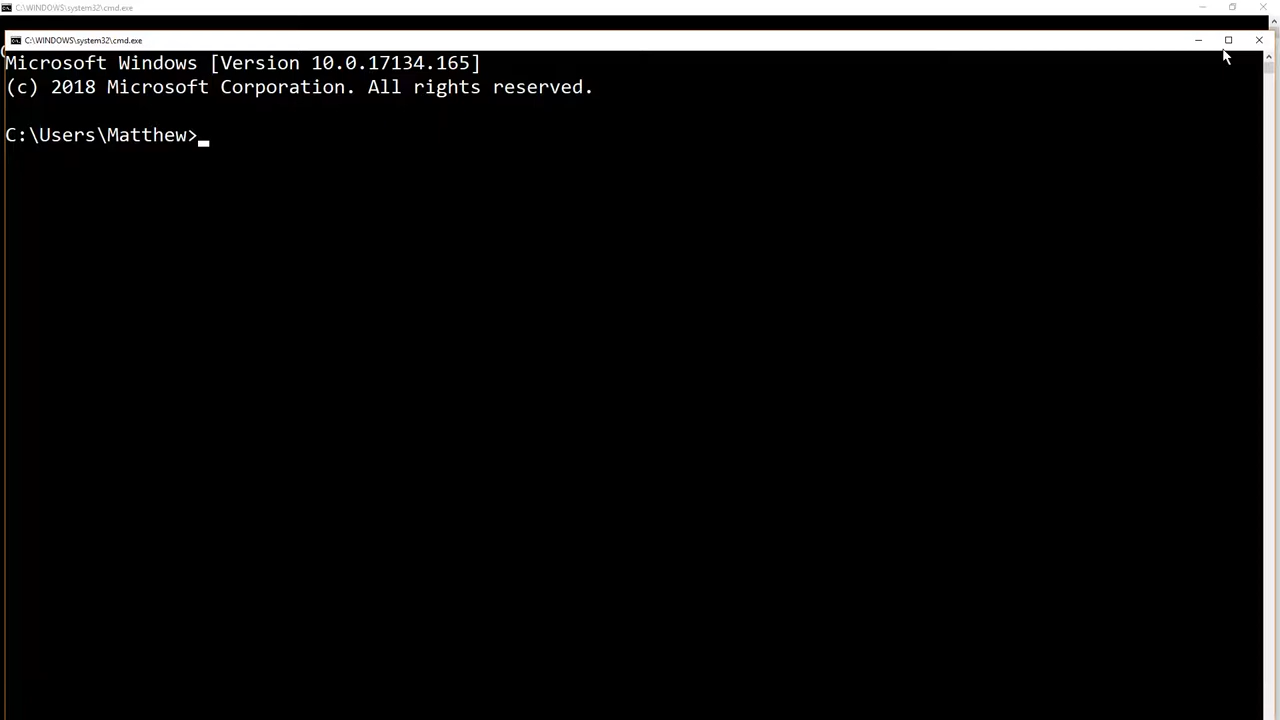 C:\WINDOWS\system32\cmd.exe
C:\WINDOWS\system32\cmd.exe
Microsoft Windows [Version 10.0.17134.165]
(c) 2018 Microsoft Corporation. All rights reserved.
C:\Users\Matthew>